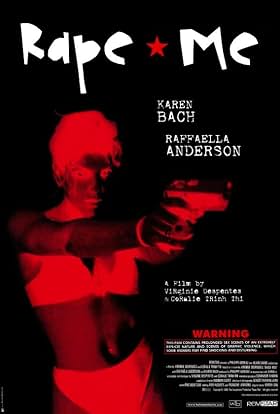 Rape ★ Me
KAREN
BACH
RAFFAELLA
ANDERSON
A Film by
Virginie Despentes
& Coralie Trinh Thi
WARNING
THIS FILM CONTAINS PROLONGED SEX SCENES OF AN EXTREMELY
EXPLICIT NATURE AND SCENES OF GRAPHIC VIOLENCE, WHICH
SOME VIEWERS MAY FIND SHOCKING AND DISTURBING